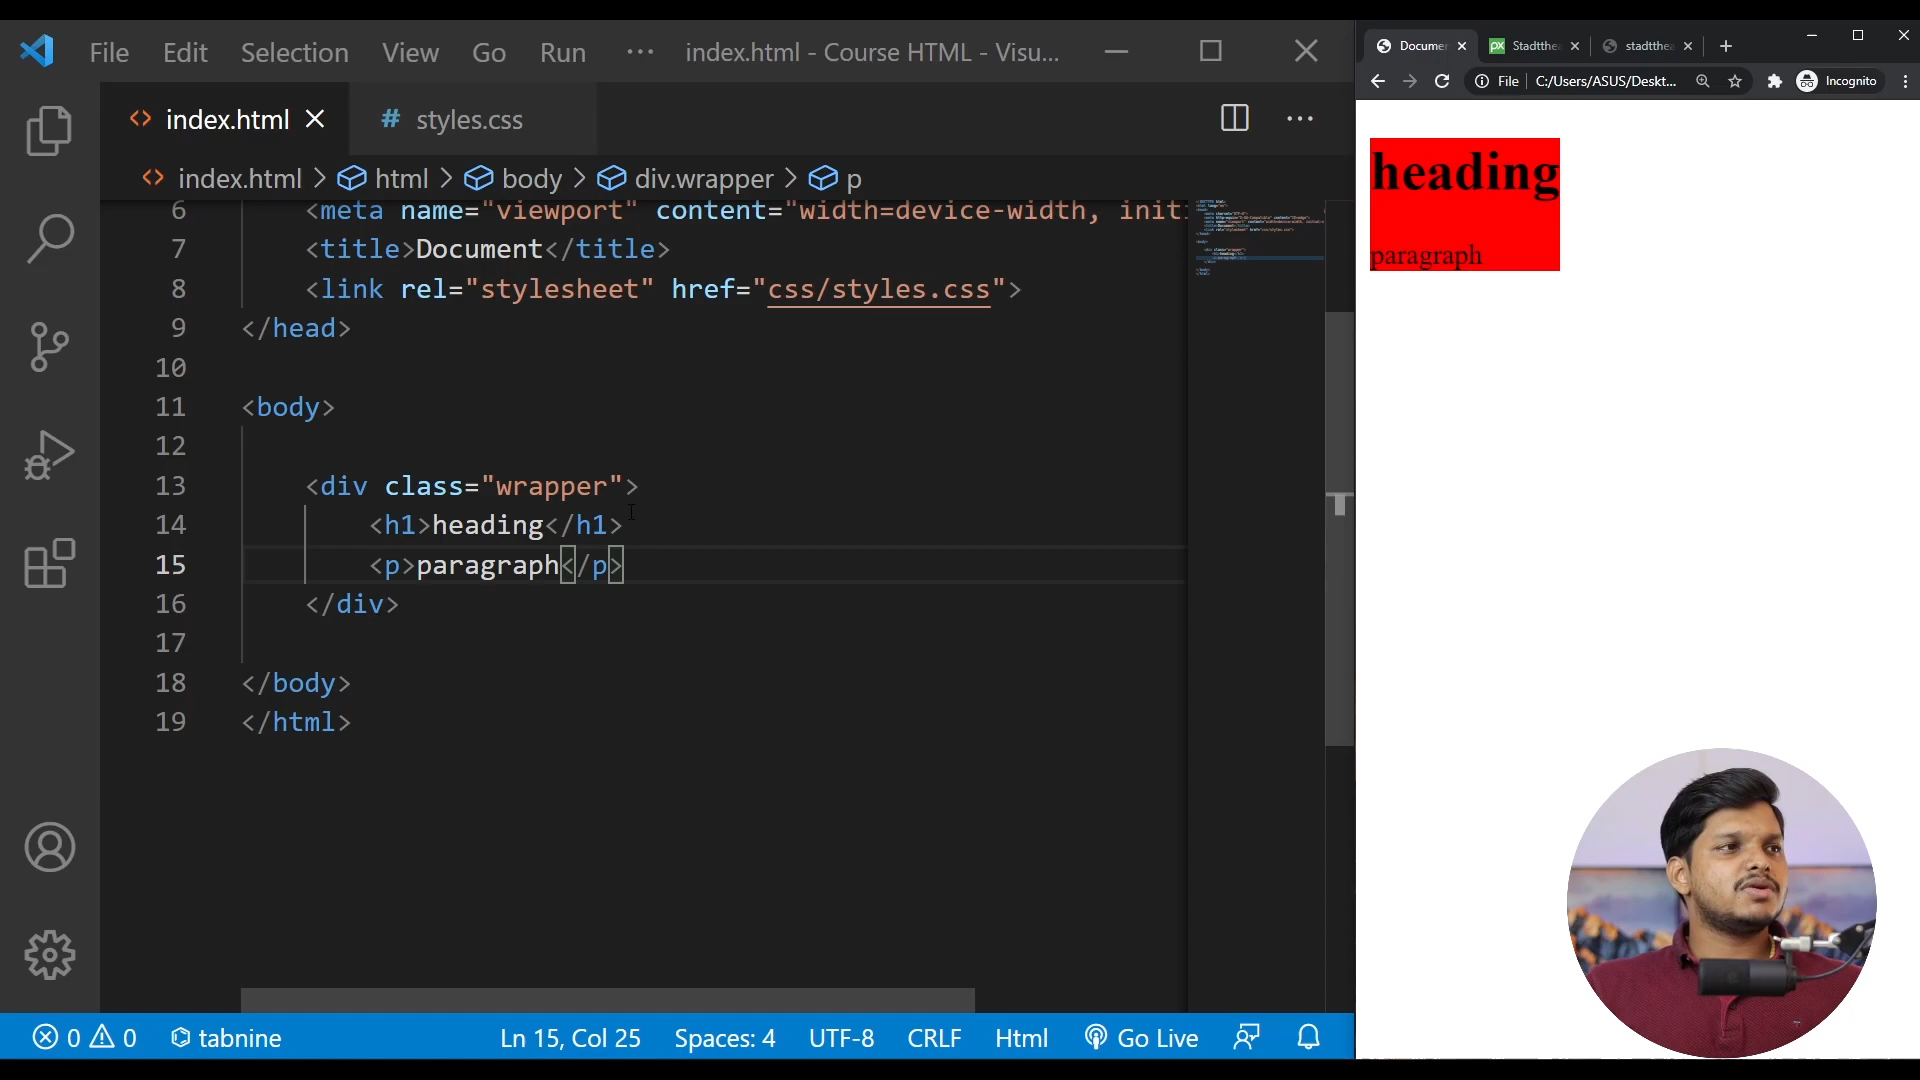 File Edit Selection View Go Run ··· index.html - Course HTML - Visu...
index.html # styles.css
index.html > html > body > div.wrapper > p
6 <meta name="viewport" content="width=device-width, init
7 <title>Document</title>
8 <link rel="stylesheet" href="css/styles.css">
9 </head>
10
11 <body>
12
13 <div class="wrapper">
14 <h1>heading</h1>
15 <p>paragraph</p>
16 </div>
17
18 </body>
19 </html>
0 0 tabnine Ln 15, Col 25 Spaces: 4 UTF-8 CRLF Html Go Live
Documen px Stadtthea stadtthea
File C:/Users/ASUS/Deskt... Incognito
heading
paragraph